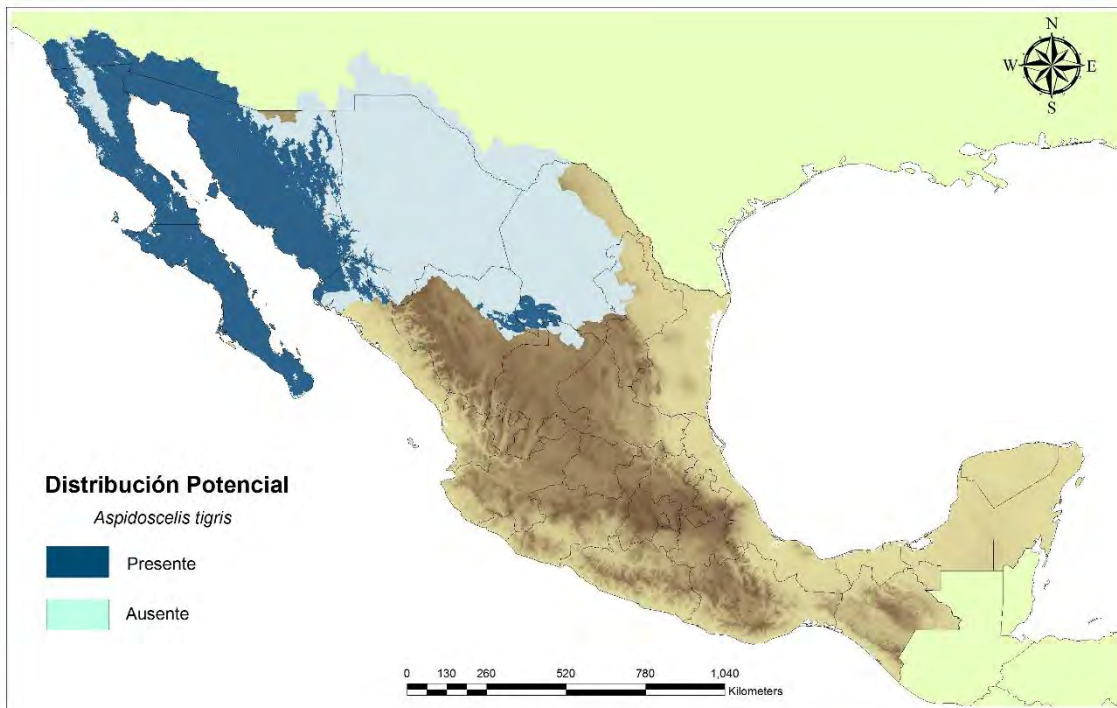 N
W E
S
Distribución Potencial
Aspidoscelis tigris
Presente
Ausente
0 130 260 520 780 1,040
Kilometers